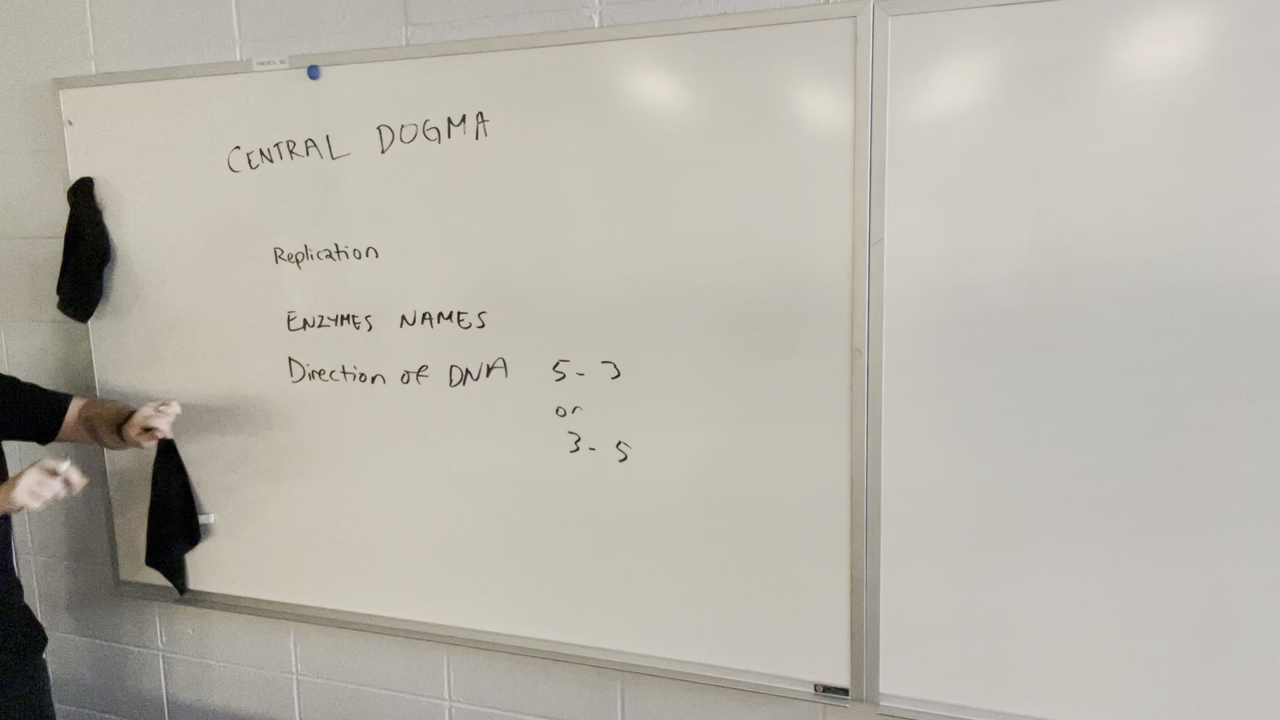 CENTRAL DOGMA
Replication
ENZYMES NAMES
Direction of DNA 5-3
or
3-5